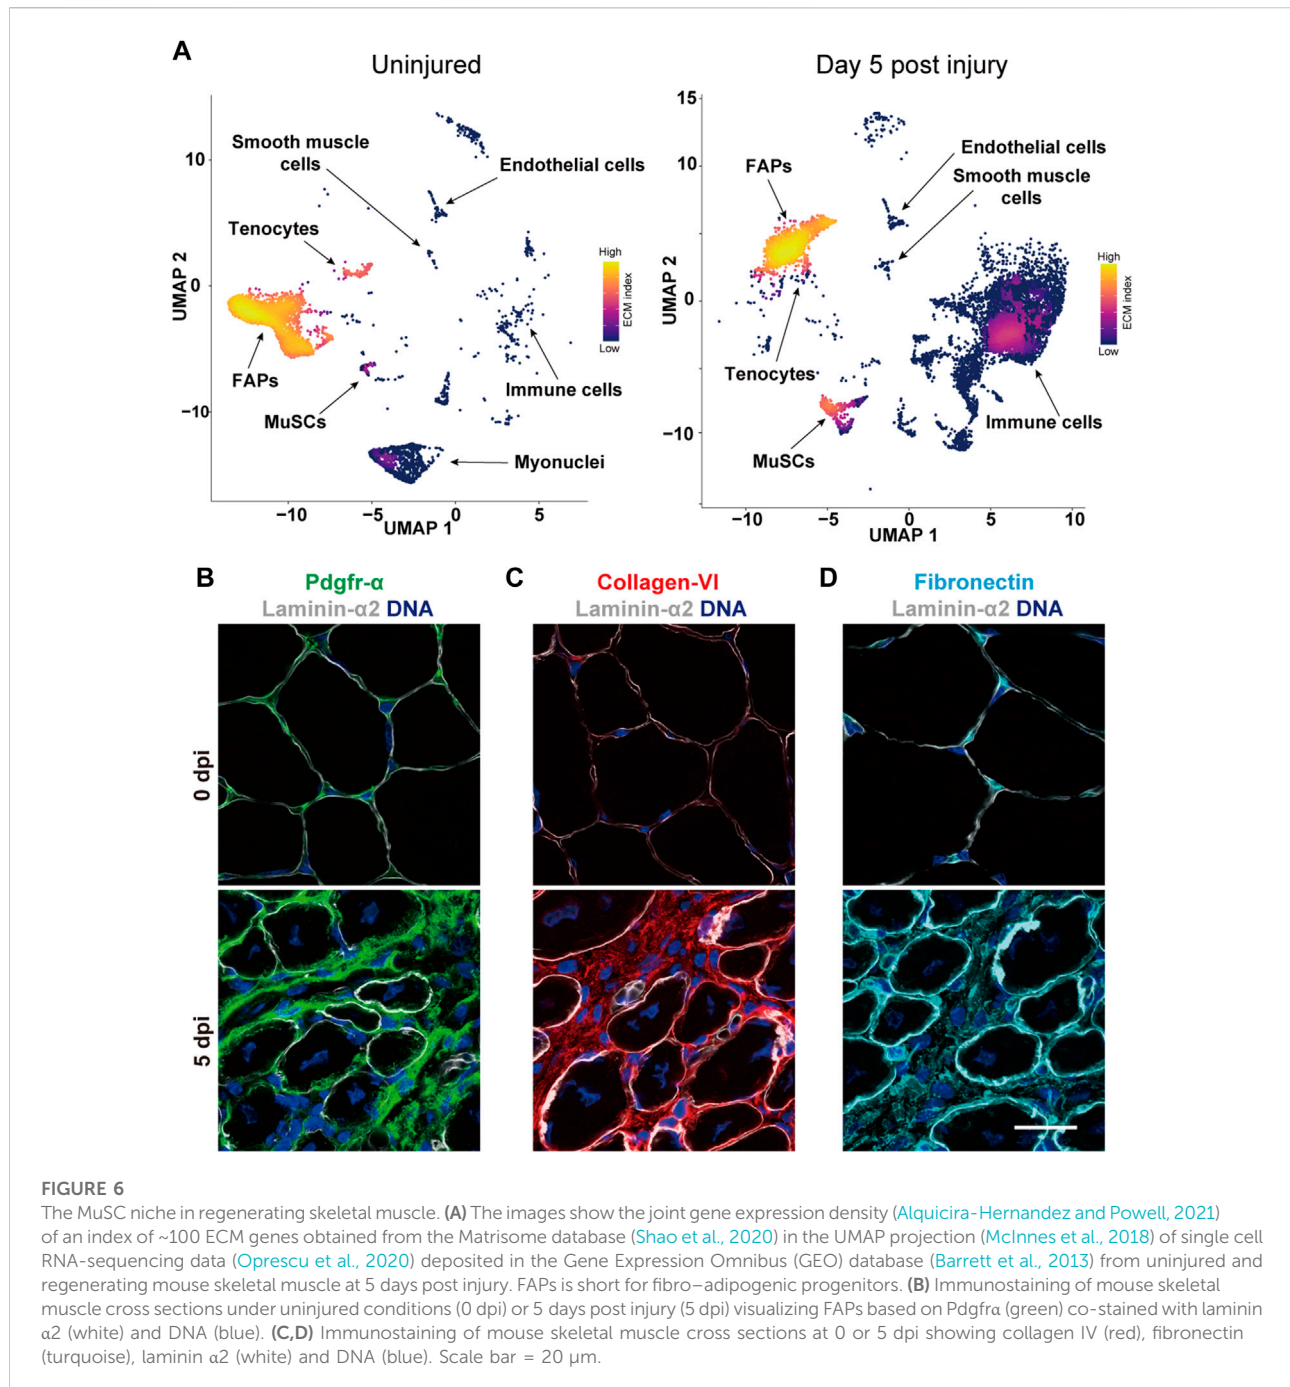 A
Uninjured
Day 5 post injury
10
0
−10
UMAP 2
−10
−5
0
5
UMAP 1
Smooth muscle
cells
Endothelial cells
Tenocytes
FAPs
MuSCs
Immune cells
Myonuclei
High
ECM index
Low
15
10
5
0
−5
−10
UMAP 2
−10
−5
0
5
10
UMAP 1
FAPs
Endothelial cells
Smooth muscle
cells
Tenocytes
MuSCs
Immune cells
High
ECM index
Low
B
Pdgfr-α
Laminin-α2 DNA
C
Collagen-VI
Laminin-α2 DNA
D
Fibronectin
Laminin-α2 DNA
0 dpi
5 dpi
FIGURE 6
The MuSC niche in regenerating skeletal muscle. (A) The images show the joint gene expression density (Alquicira-Hernandez and Powell, 2021)
of an index of ~100 ECM genes obtained from the Matrisome database (Shao et al., 2020) in the UMAP projection (McInnes et al., 2018) of single cell
RNA-sequencing data (Oprescu et al., 2020) deposited in the Gene Expression Omnibus (GEO) database (Barrett et al., 2013) from uninjured and
regenerating mouse skeletal muscle at 5 days post injury. FAPs is short for fibro–adipogenic progenitors. (B) Immunostaining of mouse skeletal
muscle cross sections under uninjured conditions (0 dpi) or 5 days post injury (5 dpi) visualizing FAPs based on Pdgfrα (green) co-stained with laminin
α2 (white) and DNA (blue). (C,D) Immunostaining of mouse skeletal muscle cross sections at 0 or 5 dpi showing collagen IV (red), fibronectin
(turquoise), laminin α2 (white) and DNA (blue). Scale bar = 20 μm.